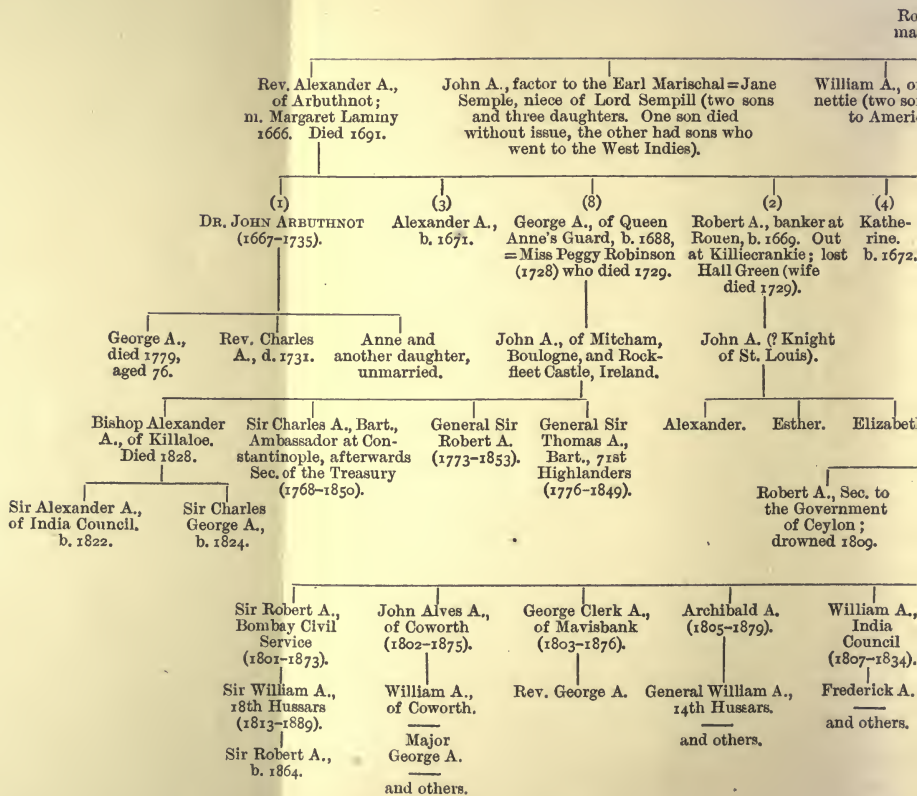 Ro
ma
Rev. Alexander A.,
of Arbuthnot;
m. Margaret Lammy
1666. Died 1691.
John A., factor to the Earl Marischal=Jane
Semple, niece of Lord Sempill (two sons
and three daughters. One son died
without issue, the other had sons who
went to the West Indies).
William A., o
nettie (two son
to Ameri
(1)
DR. JOHN ARBUTHNOT
(1667–1735).
(3)
Alexander A.,
b. 1671.
(8)
George A., of Queen
Anne's Guard, b. 1688,
=Miss Peggy Robinson
(1728) who died 1729.
(2)
Robert A., banker at
Rouen, b. 1669. Out
at Killiecrankie; lost
Hall Green (wife
died 1729).
(4)
Kathe-
rine.
b. 1672.
George A.,
died 1779,
aged 76.
Rev. Charles
A., d. 1731.
Anne and
another daughter,
unmarried.
John A., of Mitcham,
Boulogne, and Rock-
fleet Castle, Ireland.
John A. (? Knight
of St. Louis).
Bishop Alexander
A., of Killaloe.
Died 1828.
Sir Charles A., Bart.,
Ambassador at Con-
stantinople, afterwards
Sec. of the Treasury
(1768–1850).
General Sir
Robert A.
(1773–1853).
General Sir
Thomas A.,
Bart., 71st
Highlanders
(1776–1849).
Alexander.
Esther.
Elizabeth
Sir Alexander A.,
of India Council.
b. 1822.
Sir Charles
George A.,
b. 1824.
Robert A., Sec. to
the Government
of Ceylon;
drowned 1809.
Sir Robert A.,
Bombay Civil
Service
(1801–1873).
John Alves A.,
of Coworth
(1802–1875).
George Clerk A.,
of Mavisbank
(1803–1876).
Archibald A.
(1805–1879).
William A.,
India
Council
(1807–1834).
Sir William A.,
18th Hussars
(1813–1889).
William A.,
of Coworth.
Rev. George A.
General William A.,
14th Hussars.
Frederick A.
Sir Robert A.,
b. 1864.
Major
George A.
and others.
and others.
and others.